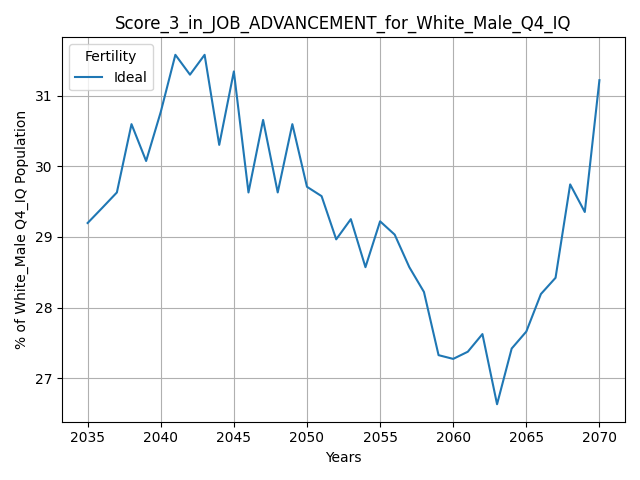 Score_3_in_JOB_ADVANCEMENT_for_White_Male_Q4_IQ
Fertility
Ideal
% of White_Male Q4_IQ Population
31
30
29
28
27
2035 2040 2045 2050 2055 2060 2065 2070
Years